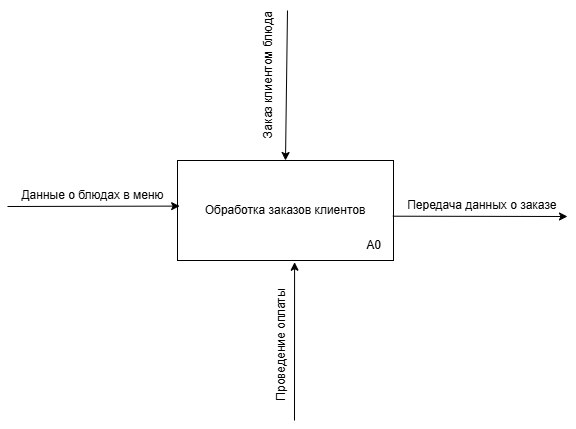 Заказ клиентом блюда
Данные о блюдах в меню
Обработка заказов клиентов
Передача данных о заказе
A0
Проведение оплаты